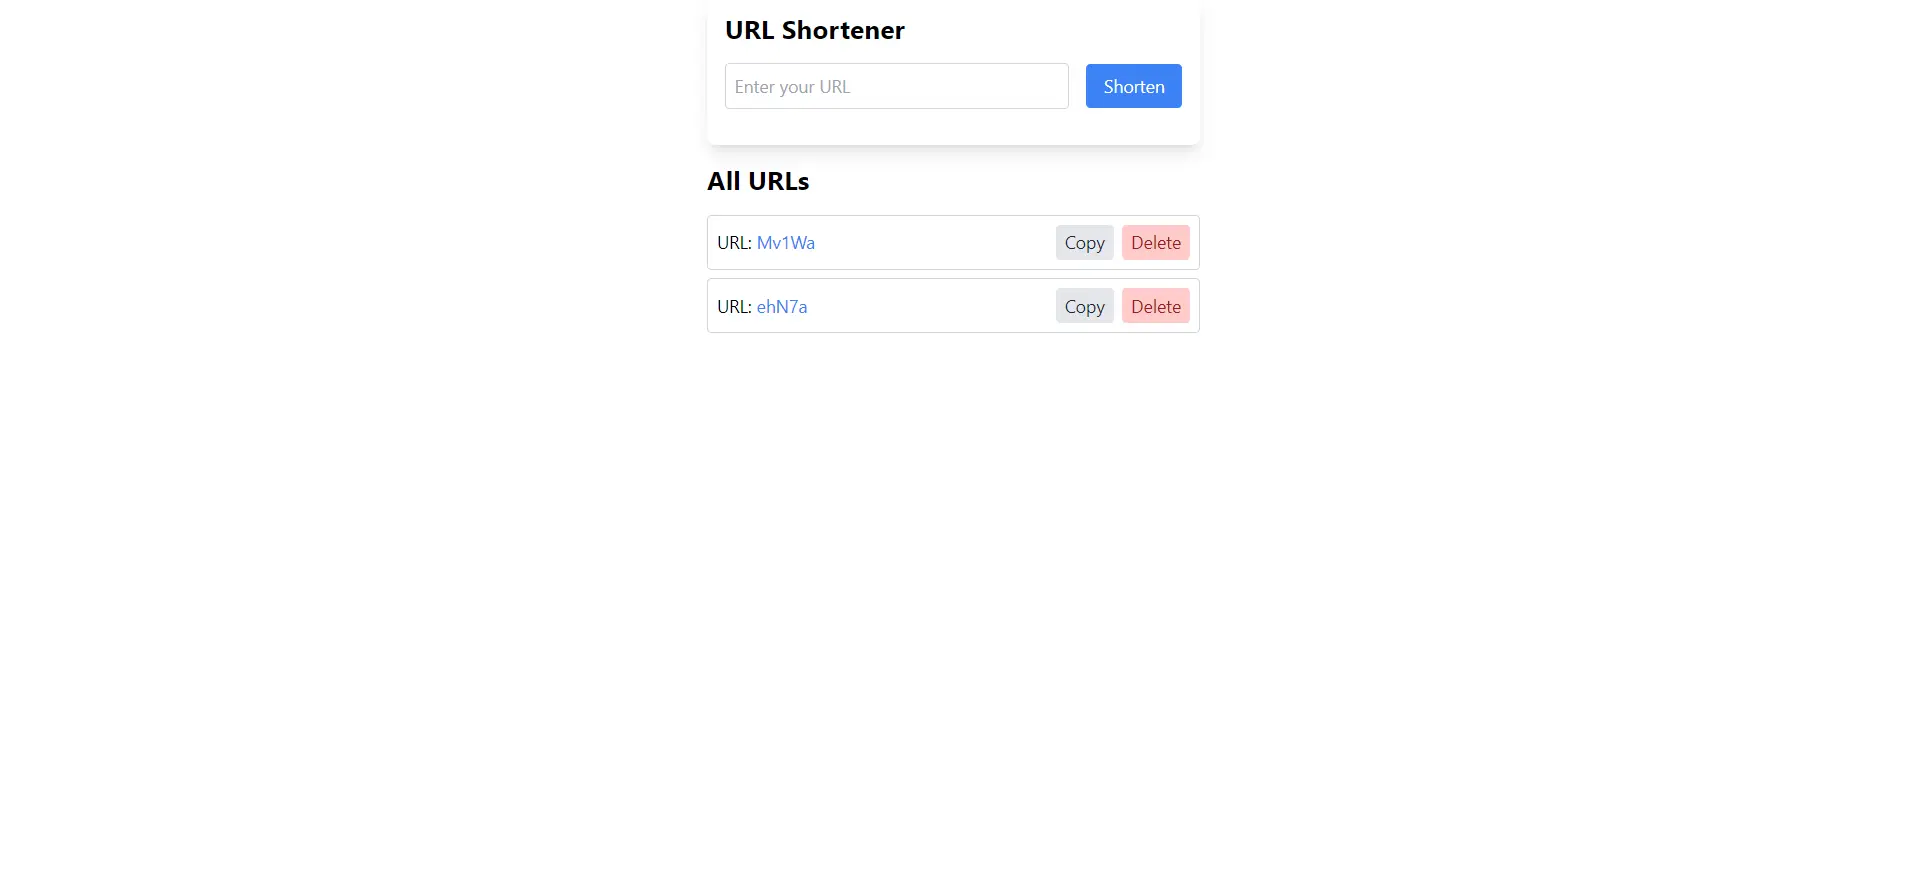 URL Shortener
Enter your URL Shorten
All URLs
URL: Mv1Wa Copy Delete
URL: ehN7a Copy Delete